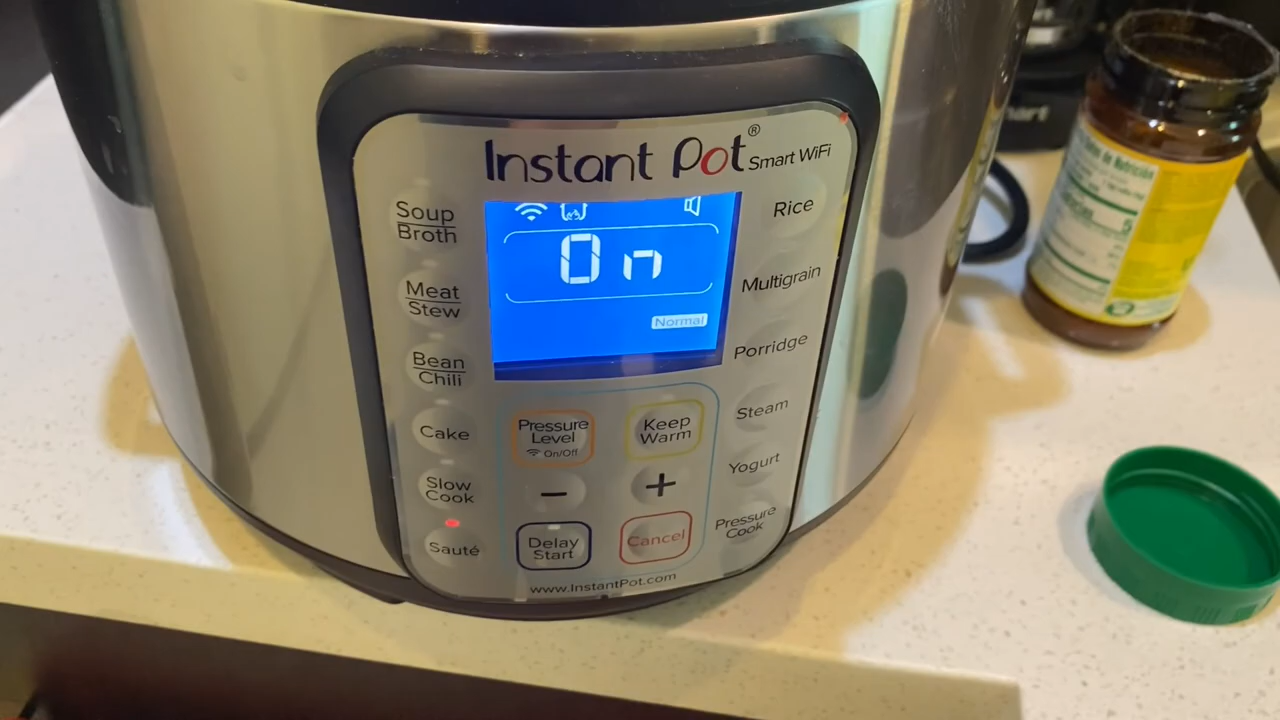 Instant Pot®
Smart WiFi
Soup
Broth
Meat
Stew
Bean
Chili
Cake
Slow
Cook
Sauté
On
Normal
Pressure
Level
On/Off
Keep
Warm
−
+
Delay
Start
Cancel
www.InstantPot.com
Rice
Multigrain
Porridge
Steam
Yogurt
Pressure
Cook